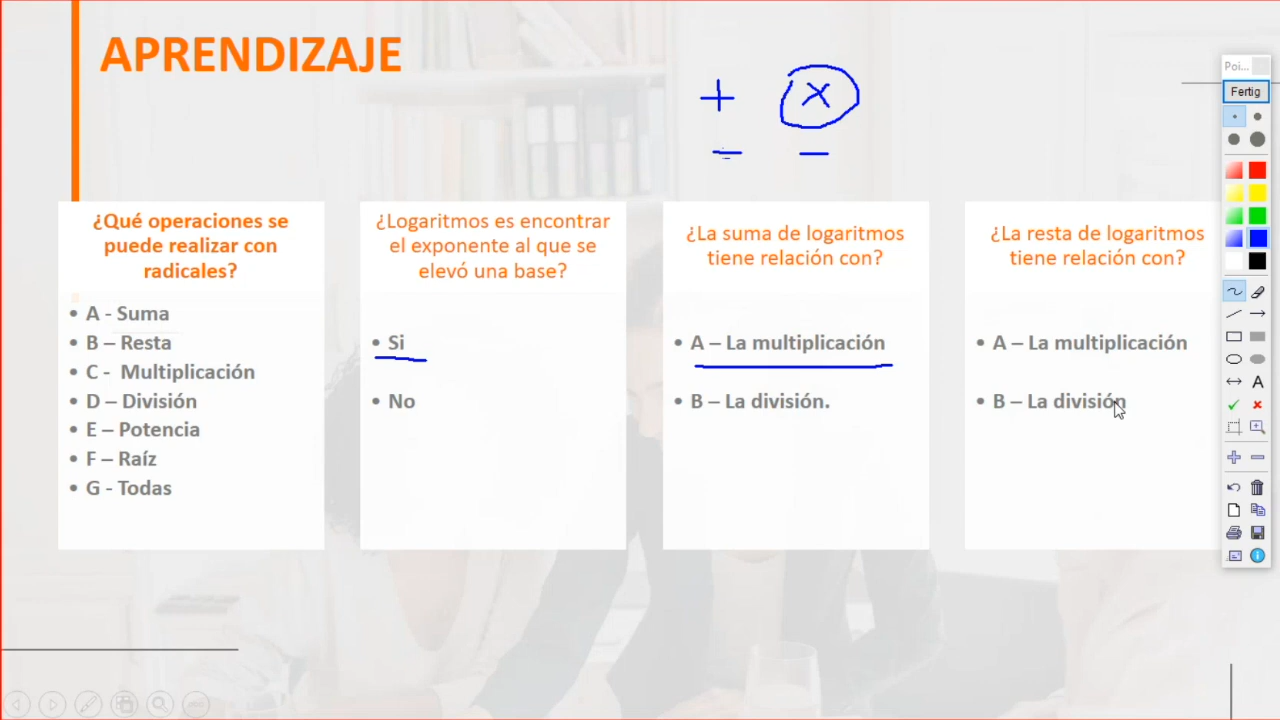 APRENDIZAJE
+ x
- -
¿Qué operaciones se
puede realizar con
radicales?
• A - Suma
• B – Resta
• C - Multiplicación
• D – División
• E – Potencia
• F – Raíz
• G - Todas
¿Logaritmos es encontrar
el exponente al que se
elevó una base?
• Si
• No
¿La suma de logaritmos
tiene relación con?
• A – La multiplicación
• B – La división.
¿La resta de logaritmos
tiene relación con?
• A – La multiplicación
• B – La división
Poi...
Fertig
A